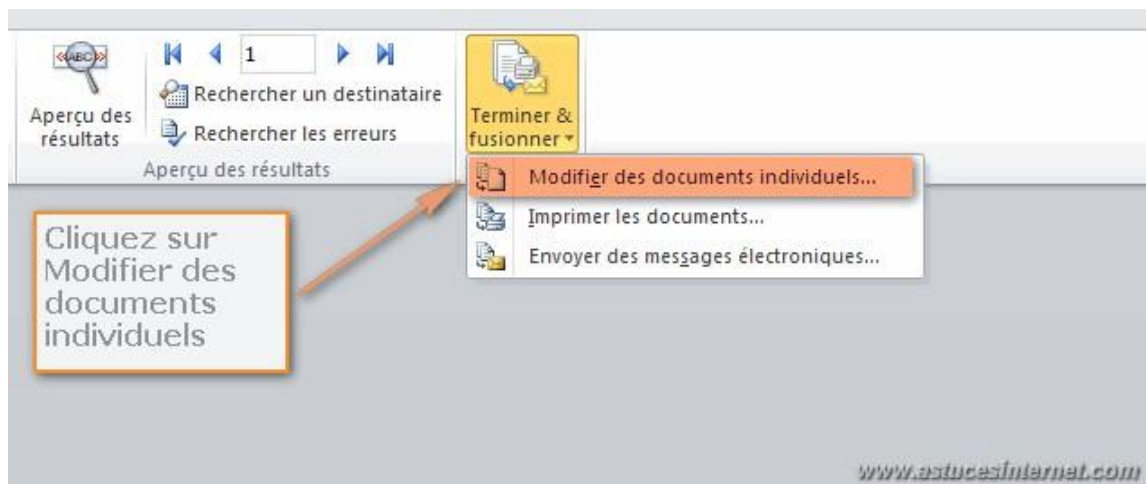 «ABC»
1
Rechercher un destinataire
Aperçu des
résultats
Rechercher les erreurs
Aperçu des résultats
Terminer &
fusionner
Modifier des documents individuels...
Imprimer les documents...
Envoyer des messages électroniques...
Cliquez sur
Modifier des
documents
individuels
www.astucesinternet.com